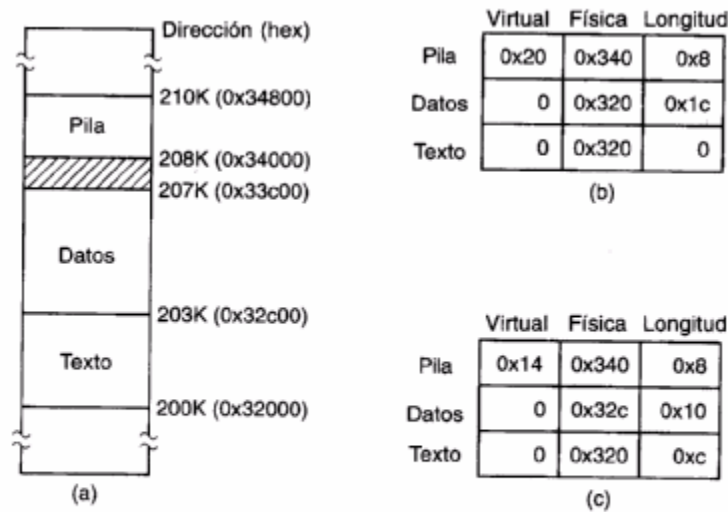 Dirección (hex)
210K (0x34800)
Pila
208K (0x34000)
207K (0x33c00)
Datos
203K (0x32c00)
Texto
200K (0x32000)
(a)
Virtual Física Longitud
Pila 0x20 0x340 0x8
Datos 0 0x320 0x1c
Texto 0 0x320 0
(b)
Virtual Física Longitud
Pila 0x14 0x340 0x8
Datos 0 0x32c 0x10
Texto 0 0x320 0xc
(c)